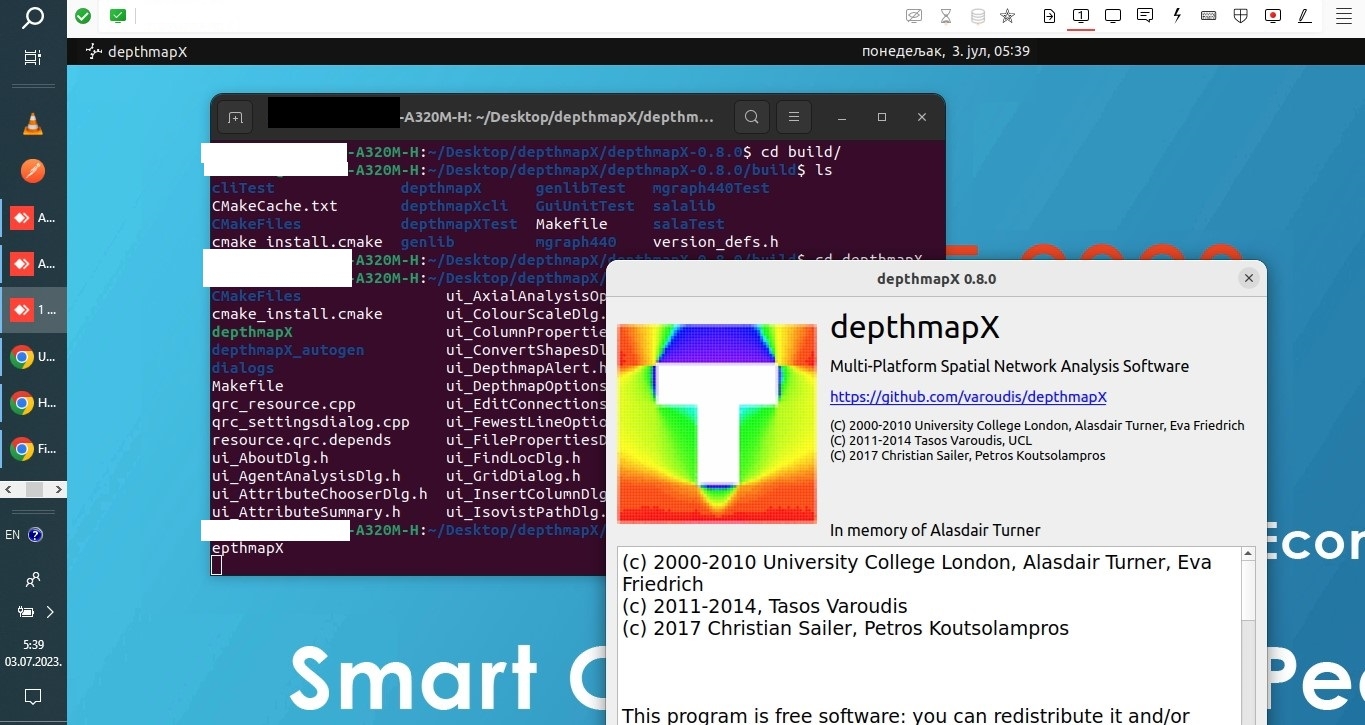 depthmapX
понедељак, 3. јул, 05:39
-A320M-H: ~/Desktop/depthmapX/depthm...
-A320M-H:~/Desktop/depthmapX/depthmapX-0.8.0$ cd build/
-A320M-H:~/Desktop/depthmapX/depthmapX-0.8.0/build$ ls
cliTest depthmapX genlibTest mgraph440Test
CMakeCache.txt depthmapXcli GuiUnitTest salalib
CMakeFiles depthmapXTest Makefile salaTest
cmake_install.cmake genlib mgraph440 version_defs.h
-A320M-H:~/Desktop/depthmapX/depthmapX-0.8.0/build$ cd depthmapX
-A320M-H:~/Desktop/depthmapX/
CMakeFiles ui_AxialAnalysisOp
cmake_install.cmake ui_ColourScaleDlg.
depthmapX ui_ColumnPropertie
depthmapX_autogen ui_ConvertShapesDl
dialogs ui_DepthmapAlert.h
Makefile ui_DepthmapOptions
qrc_resource.cpp ui_EditConnections
qrc_settingsdialog.cpp ui_FewestLineOptio
resource.qrc.depends ui_FilePropertiesD
ui_AboutDlg.h ui_FindLocDlg.h
ui_AgentAnalysisDlg.h ui_GridDialog.h
ui_AttributeChooserDlg.h ui_InsertColumnDlg
ui_AttributeSummary.h ui_IsovistPathDlg.
-A320M-H:~/Desktop/depthmapX/
epthmapX
depthmapX 0.8.0
depthmapX
Multi-Platform Spatial Network Analysis Software
https://github.com/varoudis/depthmapX
(C) 2000-2010 University College London, Alasdair Turner, Eva Friedrich
(C) 2011-2014 Tasos Varoudis, UCL
(C) 2017 Christian Sailer, Petros Koutsolampros
In memory of Alasdair Turner
(c) 2000-2010 University College London, Alasdair Turner, Eva
Friedrich
(c) 2011-2014, Tasos Varoudis
(c) 2017 Christian Sailer, Petros Koutsolampros
This program is free software: you can redistribute it and/or
Smart
Econ
Pe
A...
A...
1 ...
U...
H...
Fi...
EN
5:39
03.07.2023.
1